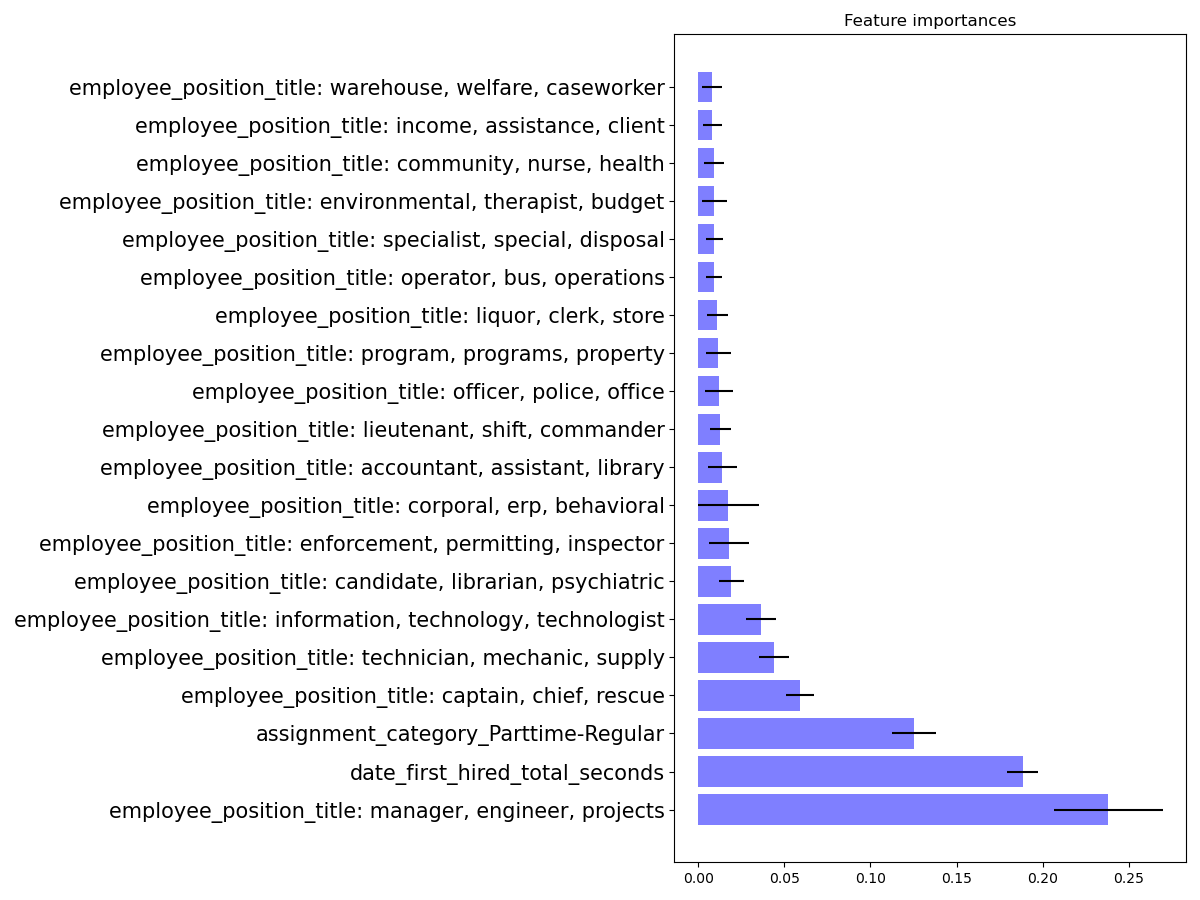 Feature importances
employee_position_title: warehouse, welfare, caseworker
employee_position_title: income, assistance, client
employee_position_title: community, nurse, health
employee_position_title: environmental, therapist, budget
employee_position_title: specialist, special, disposal
employee_position_title: operator, bus, operations
employee_position_title: liquor, clerk, store
employee_position_title: program, programs, property
employee_position_title: officer, police, office
employee_position_title: lieutenant, shift, commander
employee_position_title: accountant, assistant, library
employee_position_title: corporal, erp, behavioral
employee_position_title: enforcement, permitting, inspector
employee_position_title: candidate, librarian, psychiatric
employee_position_title: information, technology, technologist
employee_position_title: technician, mechanic, supply
employee_position_title: captain, chief, rescue
assignment_category_Parttime-Regular
date_first_hired_total_seconds
employee_position_title: manager, engineer, projects
0.00 0.05 0.10 0.15 0.20 0.25